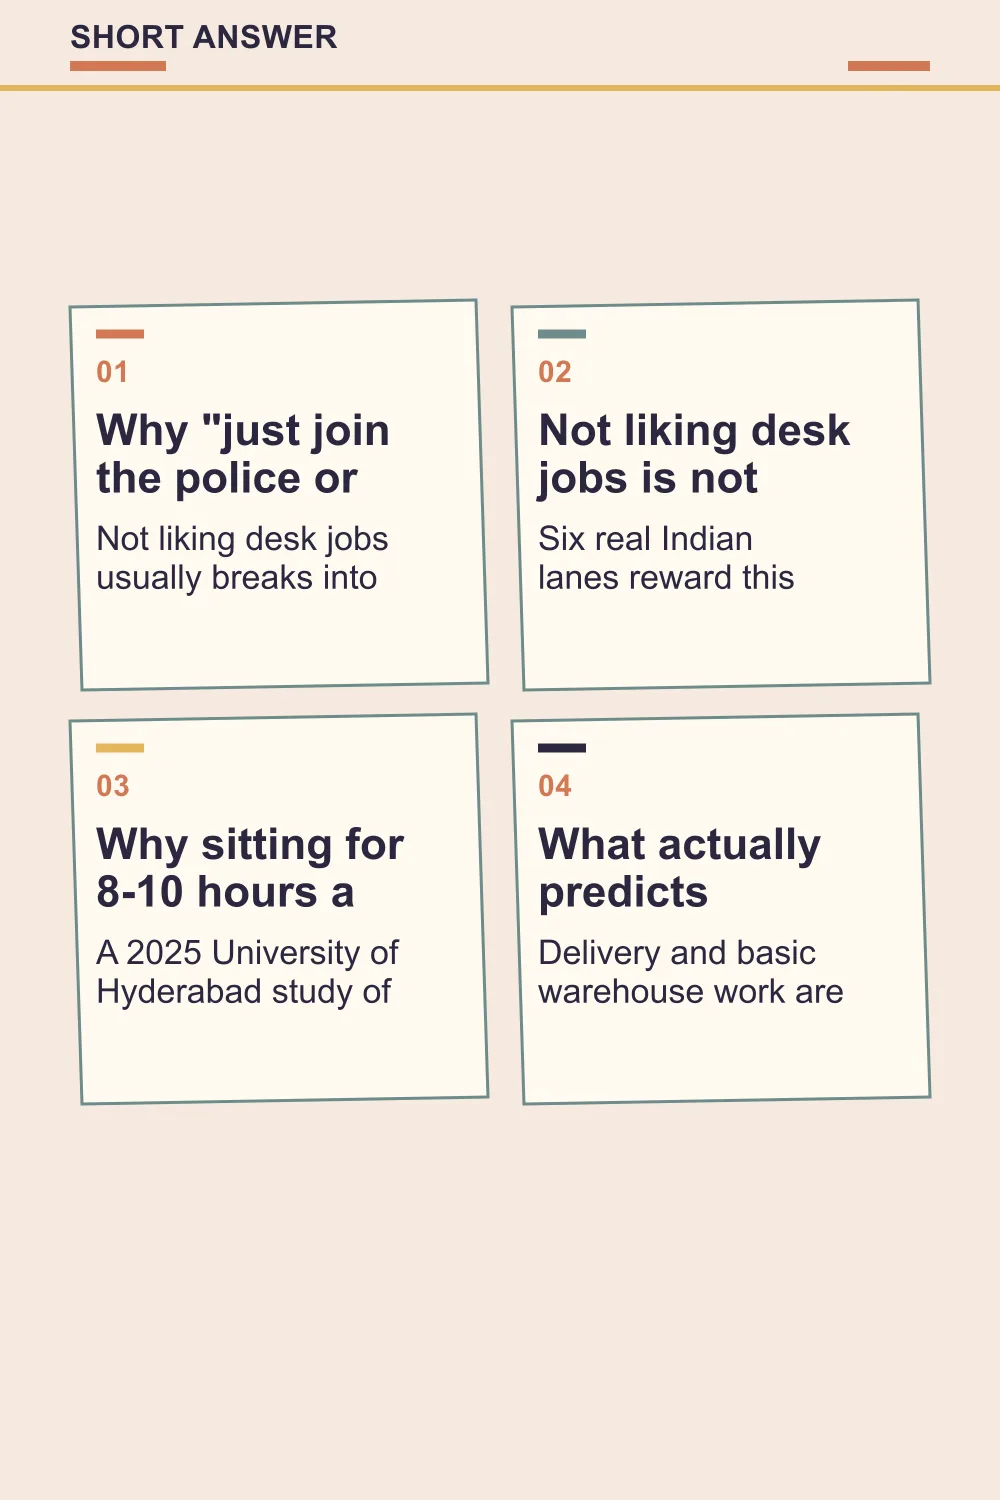 SHORT ANSWER
01
Why "just join
the police or
Not liking desk jobs
usually breaks into
02
Not liking desk
jobs is not
Six real Indian
lanes reward this
03
Why sitting for
8-10 hours a
A 2025 University of
Hyderabad study of
04
What actually
predicts
Delivery and basic
warehouse work are